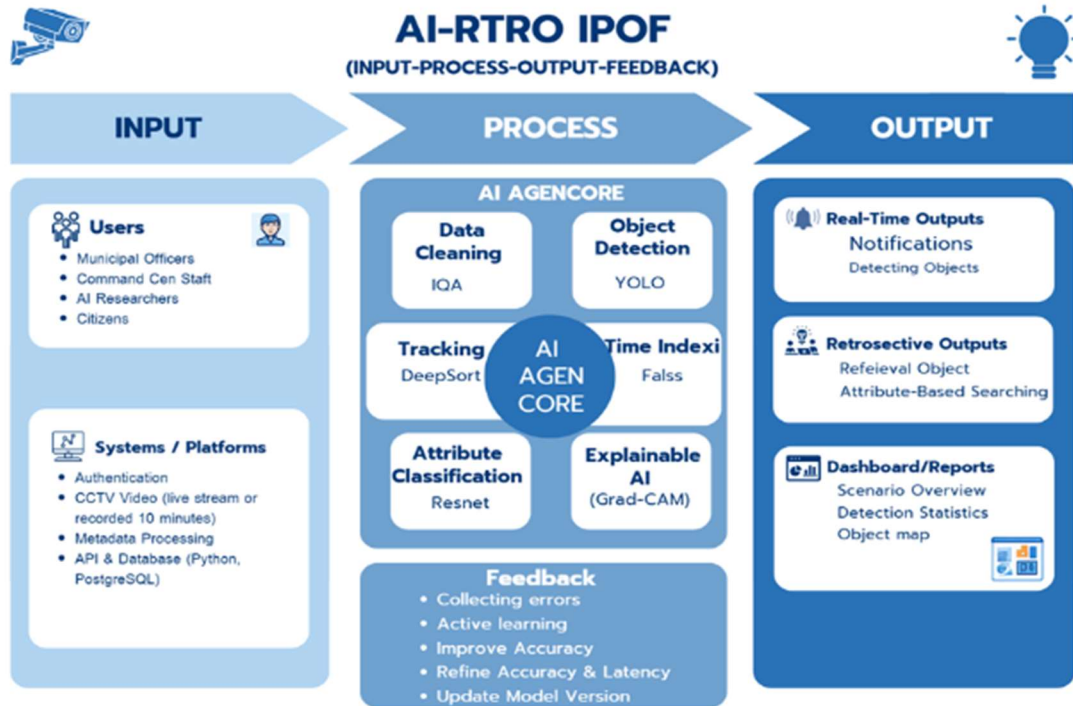 AI-RTRO IPOF
(INPUT-PROCESS-OUTPUT-FEEDBACK)
INPUT
Users
• Municipal Officers
• Command Cen Staff
• AI Researchers
• Citizens
Systems / Platforms
• Authentication
• CCTV Video (live stream or
recorded 10 minutes)
• Metadata Processing
• API & Database (Python,
PostgreSQL)
PROCESS
AI AGENCORE
Data
Cleaning
IQA
Object
Detection
YOLO
Tracking
DeepSort
AI
AGEN
CORE
Time Indexi
Falss
Attribute
Classification
Resnet
Explainable
AI
(Grad-CAM)
Feedback
• Collecting errors
• Active learning
• Improve Accuracy
• Refine Accuracy & Latency
• Update Model Version
OUTPUT
Real-Time Outputs
Notifications
Detecting Objects
Retrosective Outputs
Refeieval Object
Attribute-Based Searching
Dashboard/Reports
Scenario Overview
Detection Statistics
Object map